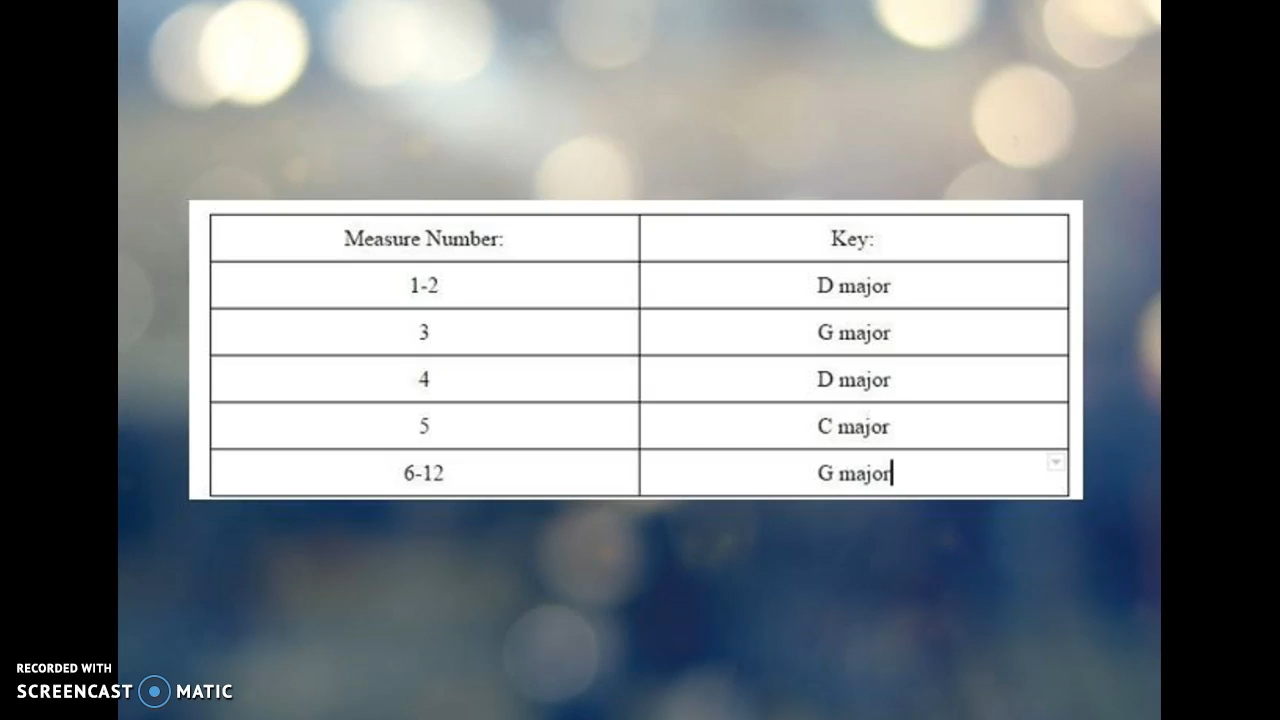 Measure Number: Key:
1-2 D major
3 G major
4 D major
5 C major
6-12 G major
RECORDED WITH
SCREENCAST MATIC